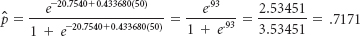 p̂ = e^{-20.7540+0.433680(50)} / (1 + e^{-20.7540+0.433680(50)}) = e^{.93} / (1 + e^{.93}) = 2.53451 / 3.53451 = .7171